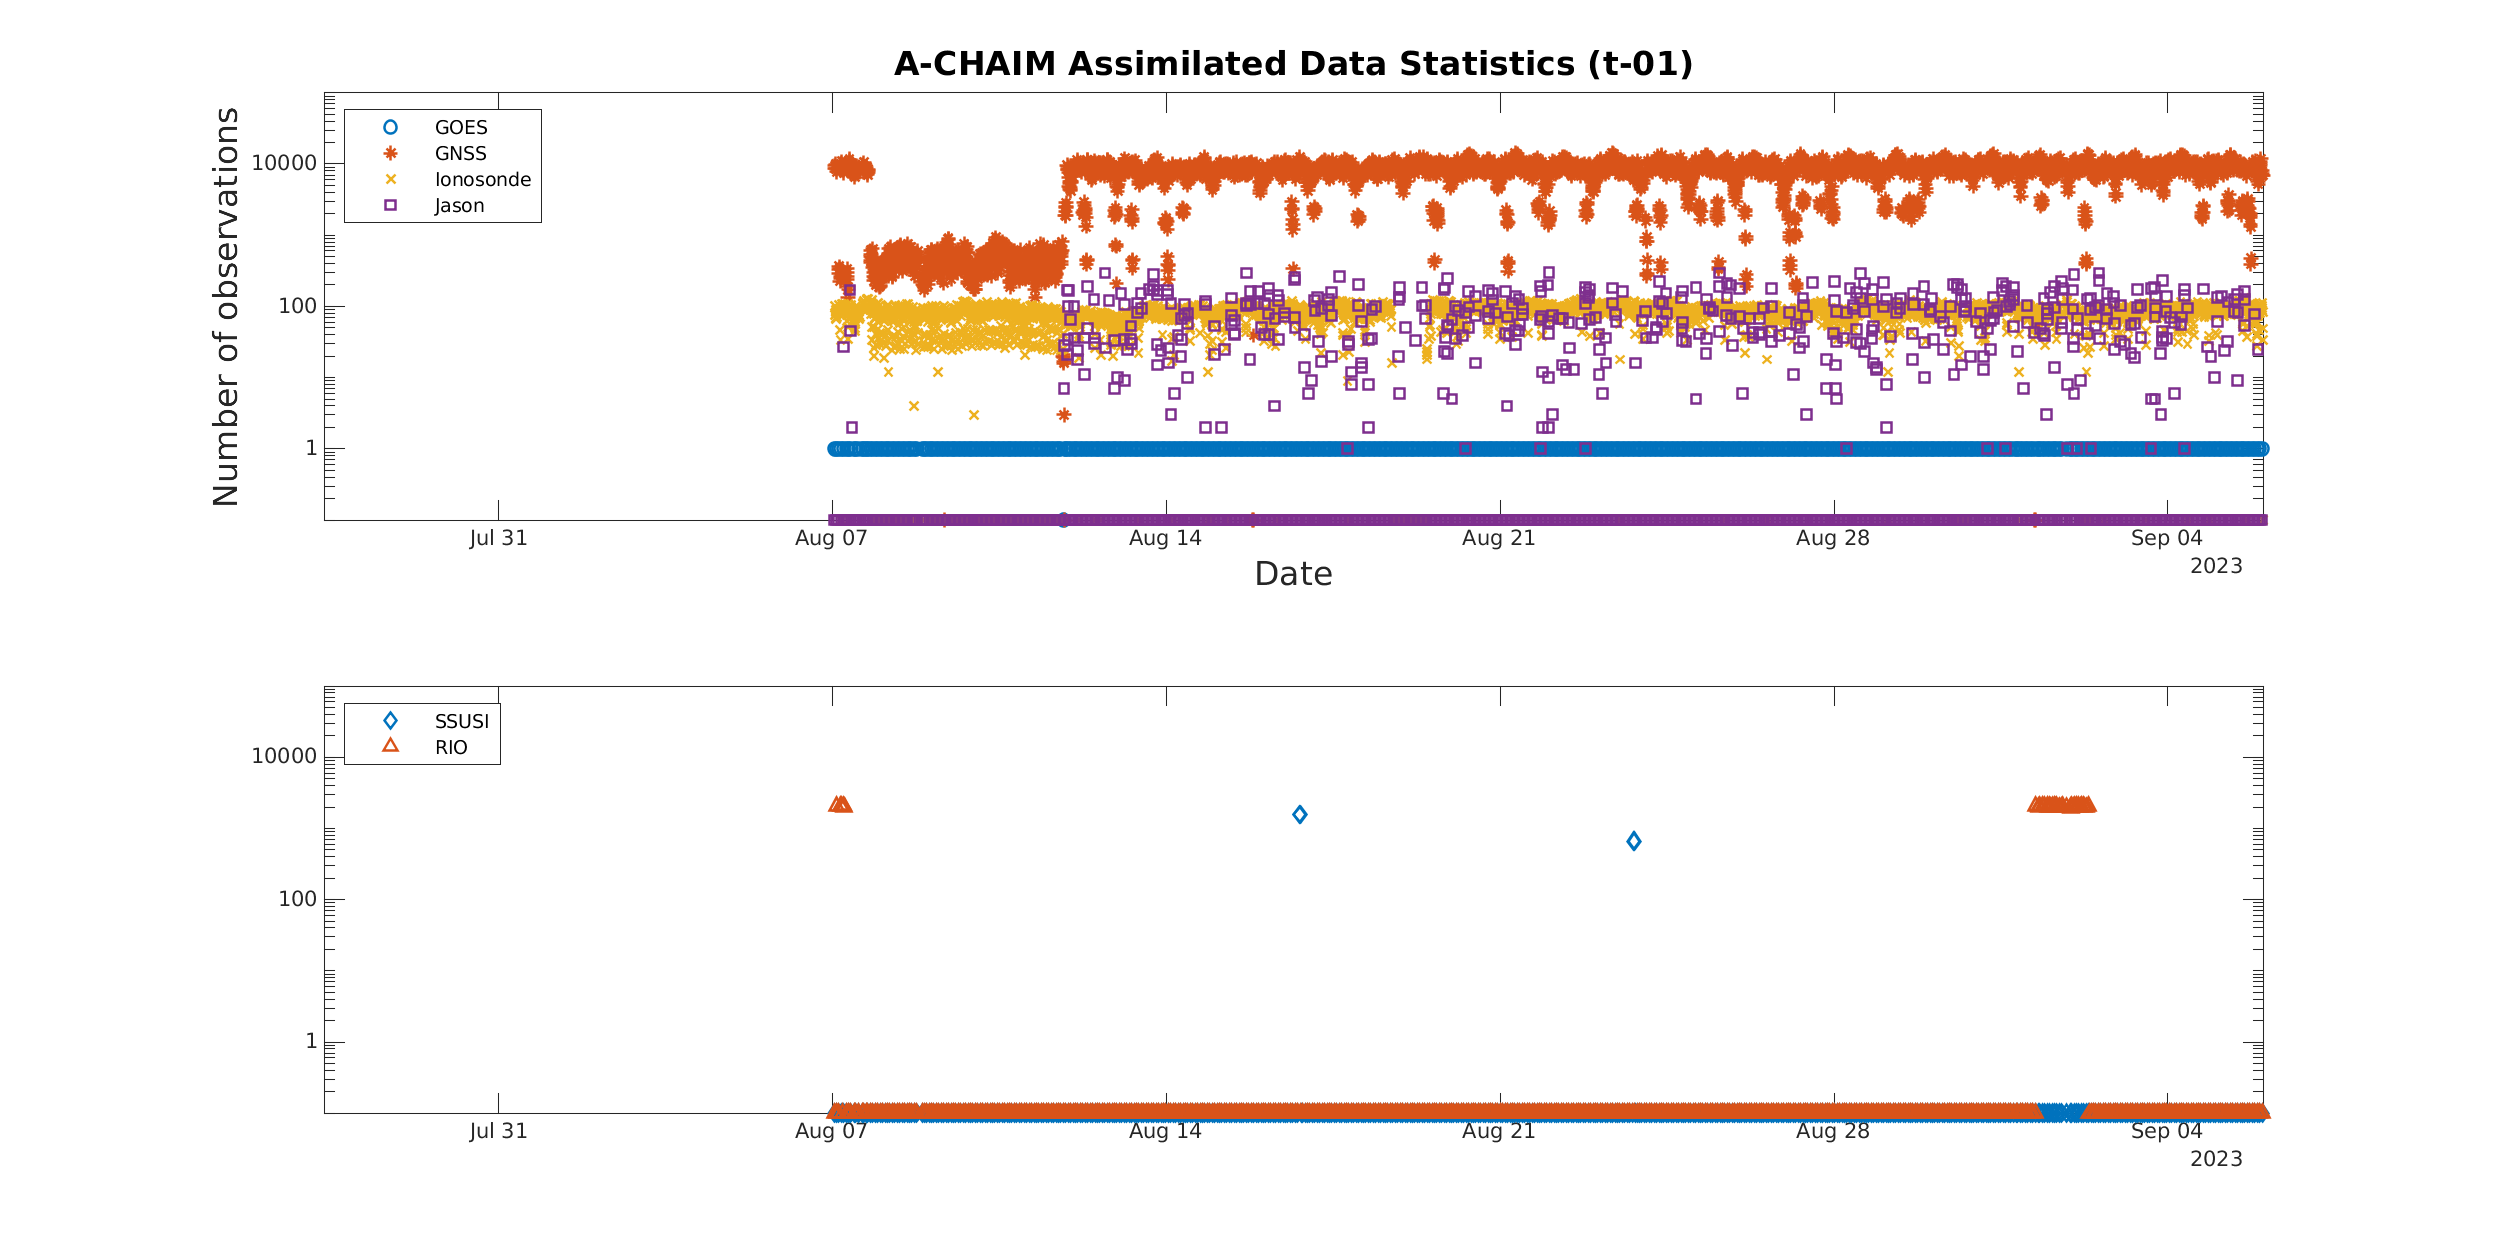 A-CHAIM Assimilated Data Statistics (t-01)
Number of observations
10000
100
1
GOES
GNSS
Ionosonde
Jason
Jul 31
Aug 07
Aug 14
Aug 21
Aug 28
Sep 04
2023
Date
10000
100
1
SSUSI
RIO
Jul 31
Aug 07
Aug 14
Aug 21
Aug 28
Sep 04
2023